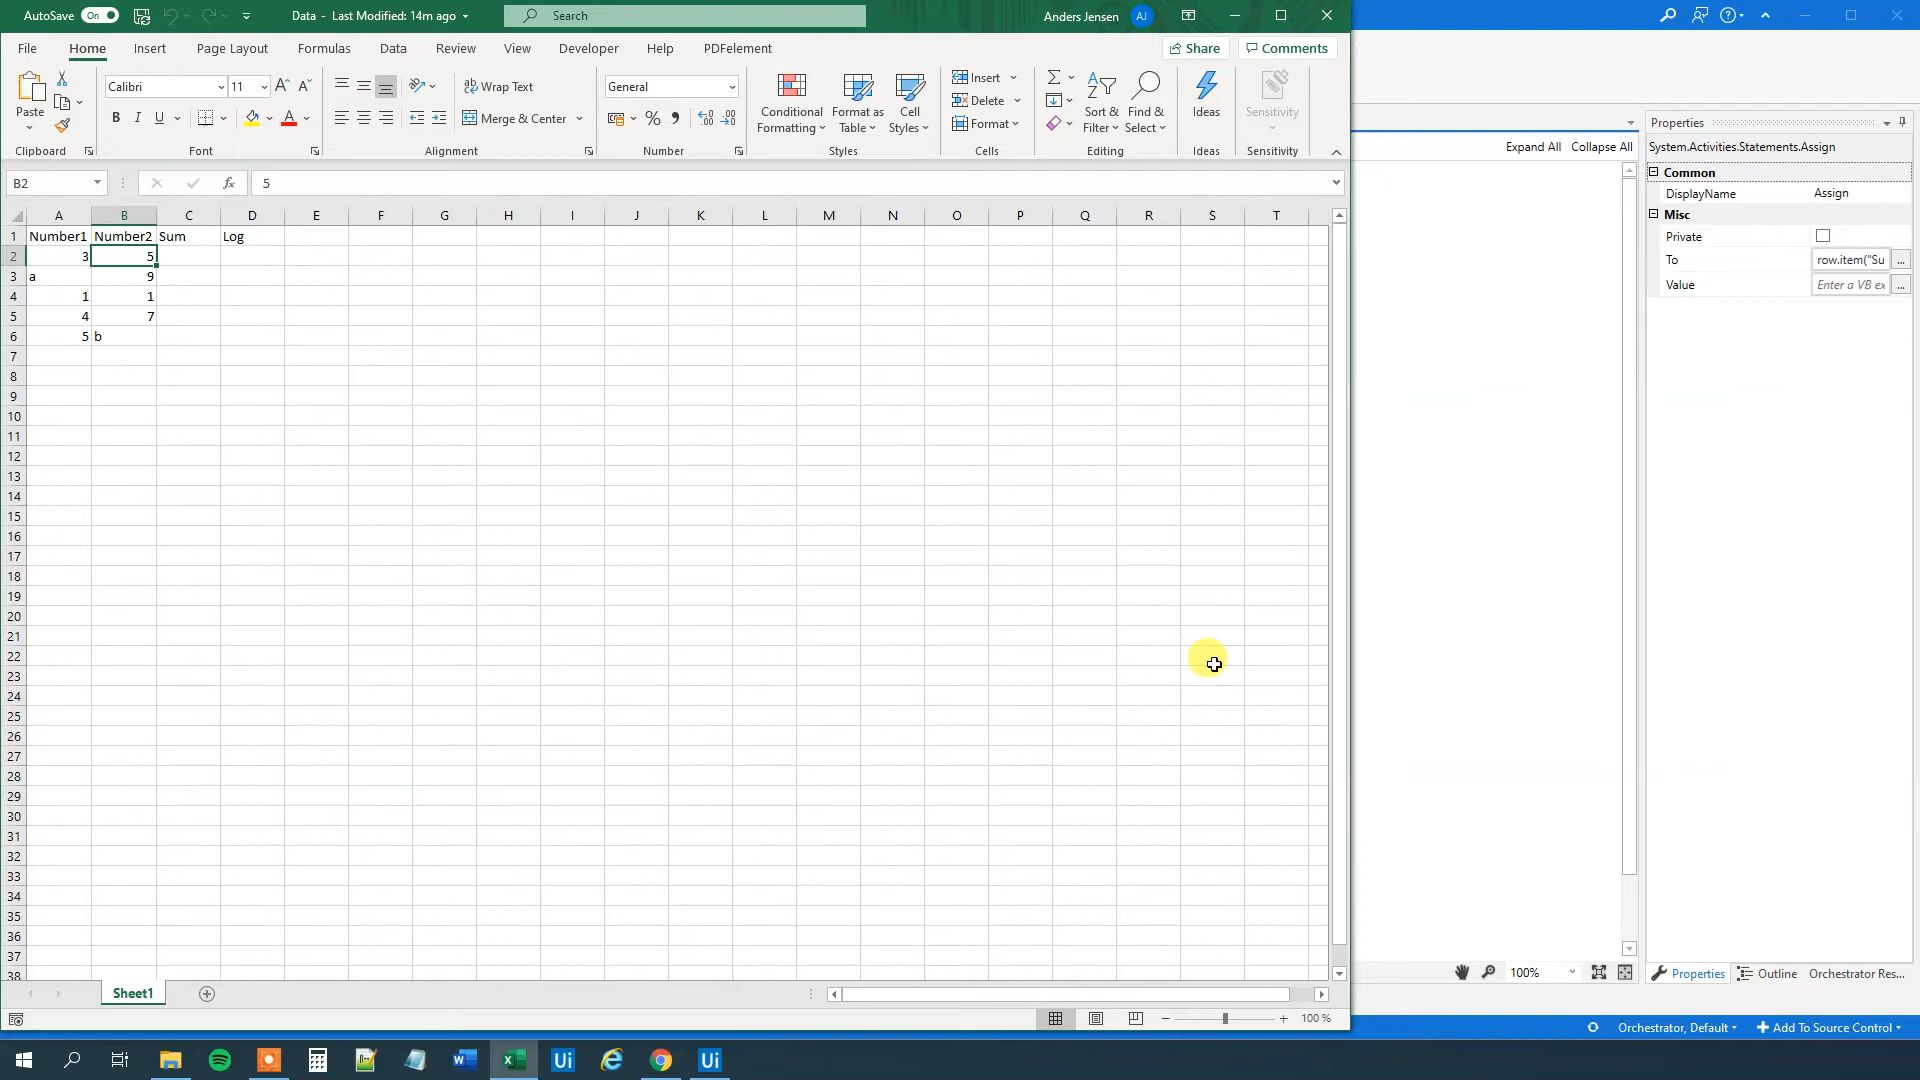 AutoSave On Data - Last Modified: 14m ago Search Anders Jensen AJ
File Home Insert Page Layout Formulas Data Review View Developer Help PDFelement Share Comments
Paste Calibri 11 A A Wrap Text General Conditional Formatting Format as Table Cell Styles Insert Sort & Filter Find & Select Ideas Sensitivity
B I U A Merge & Center % Delete
Format
Clipboard Font Alignment Number Styles Cells Editing Ideas Sensitivity
B2 fx 5
A B C D E F G H I J K L M N O P Q R S T
1 Number1 Number2 Sum Log
2 3 5
3 a 9
4 1 1
5 4 7
6 5 b
7
8
9
10
11
12
13
14
15
16
17
18
19
20
21
22
23
24
25
26
27
28
29
30
31
32
33
34
35
36
37
38
Sheet1
100 %
Expand All Collapse All
Properties
System.Activities.Statements.Assign
Common
DisplayName Assign
Misc
Private
To row.item("Su ...
Value Enter a VB ex ...
100%
Properties Outline Orchestrator Res...
Orchestrator, Default Add To Source Control
W X Ui Ui